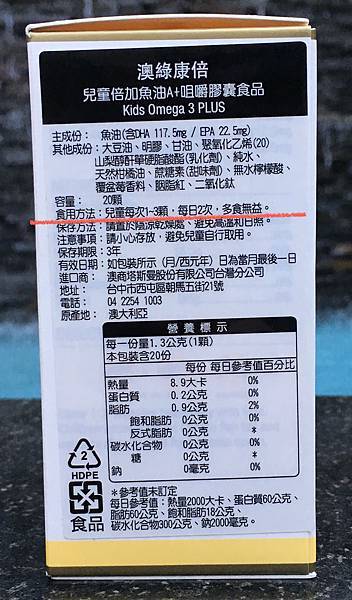 澳綠康倍
兒童倍加魚油A+咀嚼膠囊食品
Kids Omega 3 PLUS
主成份： 魚油(含DHA 117.5mg / EPA 22.5mg)
其他成份：大豆油、明膠、甘油、聚氧化乙烯(20)
山梨醇酐單硬脂酸酯(乳化劑)、純水、
天然柑橘油、蔗糖素(甜味劑)、無水檸檬酸、
覆盆莓香料、胭脂紅、二氧化鈦
容量： 20顆
食用方法：兒童每次1~3顆，每日2次，多食無益。
保存方法：請置於陰涼乾燥處、避免高溫和日照。
注意事項：請小心存放，避免兒童自行取用。
保存期限：3年
有效日期：如包裝所示（月/西元年）日為當月最後一日
進口商： 澳商塔斯曼股份有限公司台灣分公司
地址： 台中市西屯區朝馬五街21號
電話： 04 2254 1003
原產地： 澳大利亞
營養標示
每一份量1.3公克(1顆)
本包裝含20份
每份 每日參考值百分比
熱量 8.9大卡 0%
蛋白質 0.2公克 0%
脂肪 0.9公克 2%
飽和脂肪 0公克 0%
反式脂肪 0公克 *
碳水化合物 0公克 0%
糖 0公克 *
鈉 0毫克 0%
＊參考值未訂定
每日參考值：熱量2000大卡、蛋白質60公克、
脂肪60公克、飽和脂肪18公克、
碳水化合物300公克、鈉2000毫克。
2
HDPE
食品